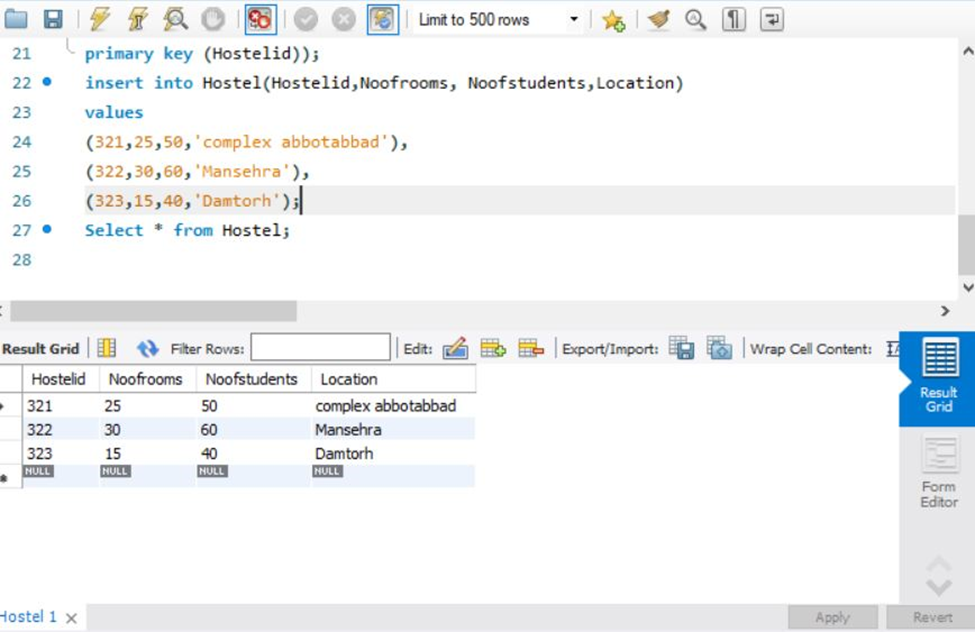 Limit to 500 rows
21 primary key (Hostelid));
22 insert into Hostel(Hostelid,Noofrooms, Noofstudents,Location)
23 values
24 (321,25,50,'complex abbotabbad'),
25 (322,30,60,'Mansehra'),
26 (323,15,40,'Damtorh');
27 Select * from Hostel;
28
Result Grid Filter Rows: Edit: Export/Import: Wrap Cell Content:
Hostelid Noofrooms Noofstudents Location
321 25 50 complex abbotabbad
322 30 60 Mansehra
323 15 40 Damtorh
NULL NULL NULL NULL
Result
Grid
Form
Editor
Hostel 1
Apply Revert